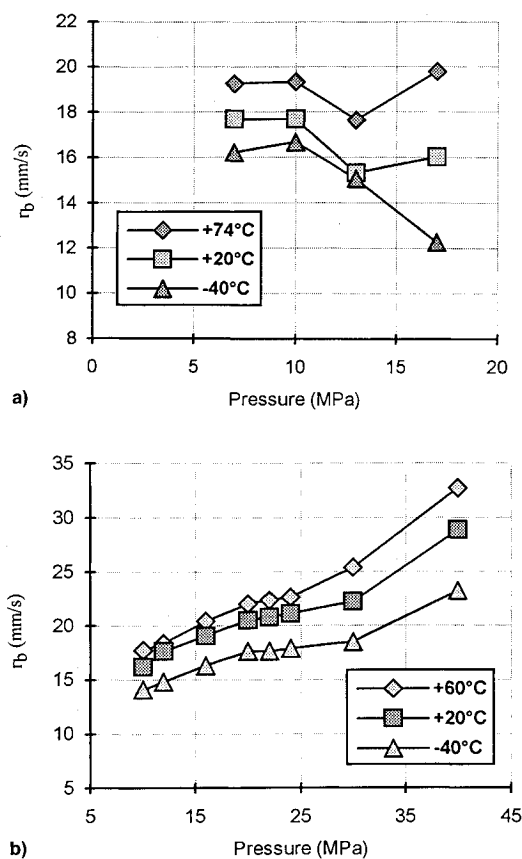 22
20
18
16
14
12
10
8
r_b (mm/s)
+74°C
+20°C
-40°C
0 5 10 15 20
a) Pressure (MPa)
35
30
25
20
15
10
5
r_b (mm/s)
+60°C
+20°C
-40°C
5 15 25 35 45
b) Pressure (MPa)